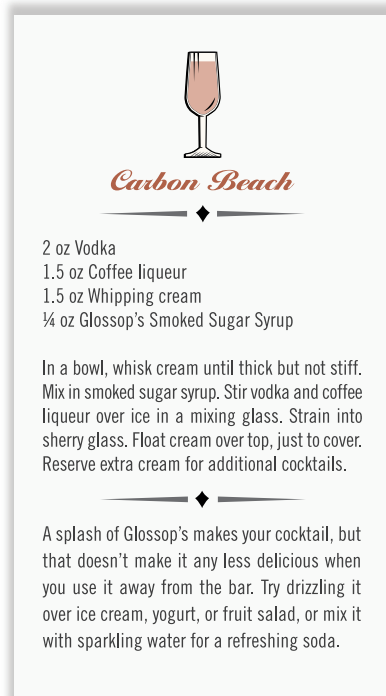 Carbon Beach
2 oz Vodka
1.5 oz Coffee liqueur
1.5 oz Whipping cream
¼ oz Glossop’s Smoked Sugar Syrup
In a bowl, whisk cream until thick but not stiff.
Mix in smoked sugar syrup. Stir vodka and coffee
liqueur over ice in a mixing glass. Strain into
sherry glass. Float cream over top, just to cover.
Reserve extra cream for additional cocktails.
A splash of Glossop’s makes your cocktail, but
that doesn’t make it any less delicious when
you use it away from the bar. Try drizzling it
over ice cream, yogurt, or fruit salad, or mix it
with sparkling water for a refreshing soda.